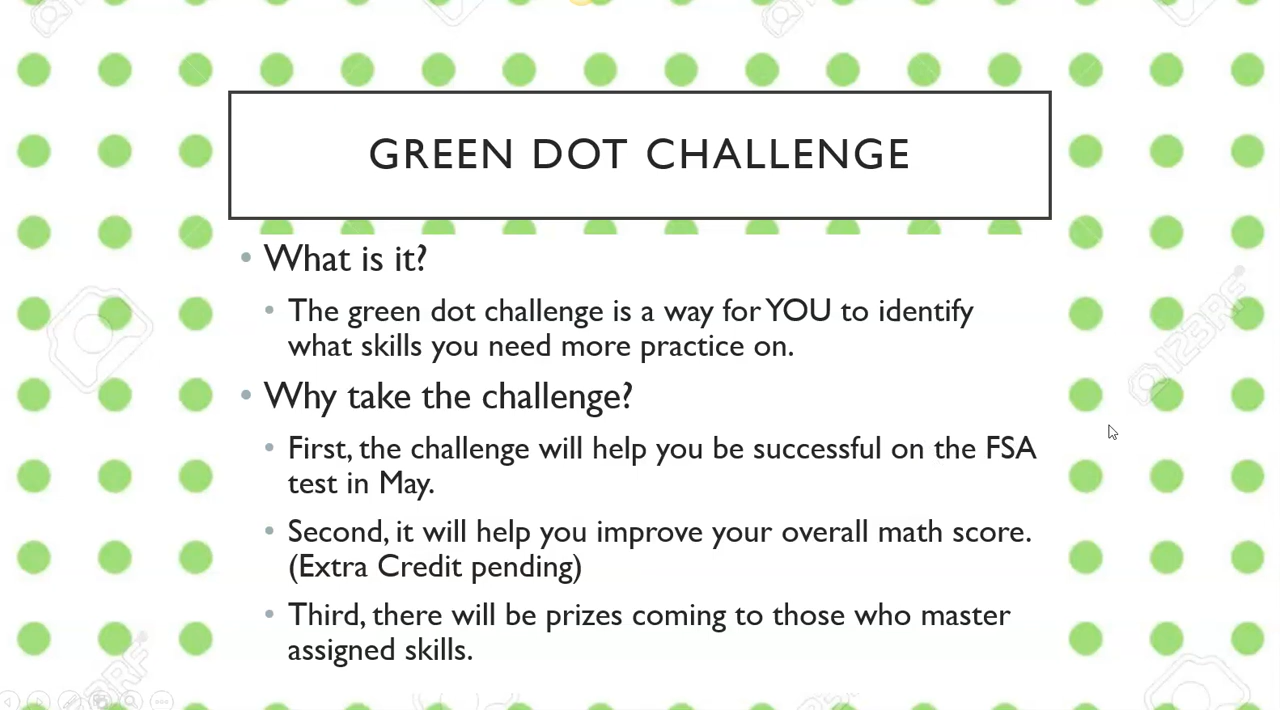 GREEN DOT CHALLENGE
• What is it?
• The green dot challenge is a way for YOU to identify
what skills you need more practice on.
• Why take the challenge?
• First, the challenge will help you be successful on the FSA
test in May.
• Second, it will help you improve your overall math score.
(Extra Credit pending)
• Third, there will be prizes coming to those who master
assigned skills.
123RF
123RF